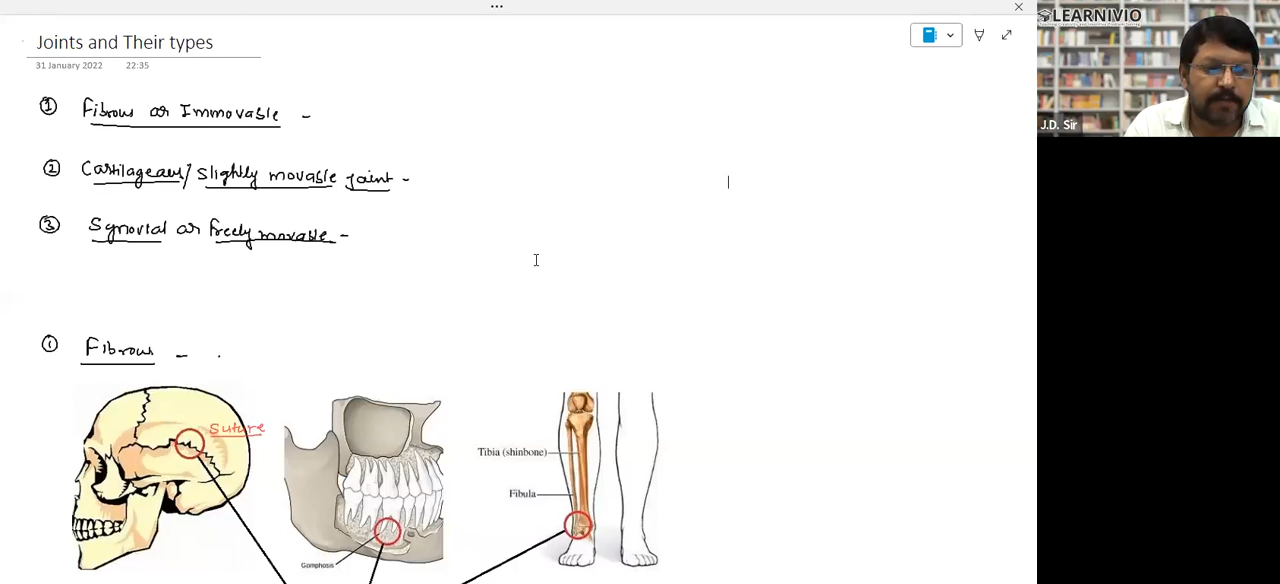 Joints and Their types
31 January 2022 22:35
① Fibrous or Immovable -
② Cartilageous/slightly movable joint -
③ Synovial or freely movable -
① Fibrous -
Suture
Gomphosis
Tibia (shinbone)
Fibula
LEARNIVIO
J.D. Sir